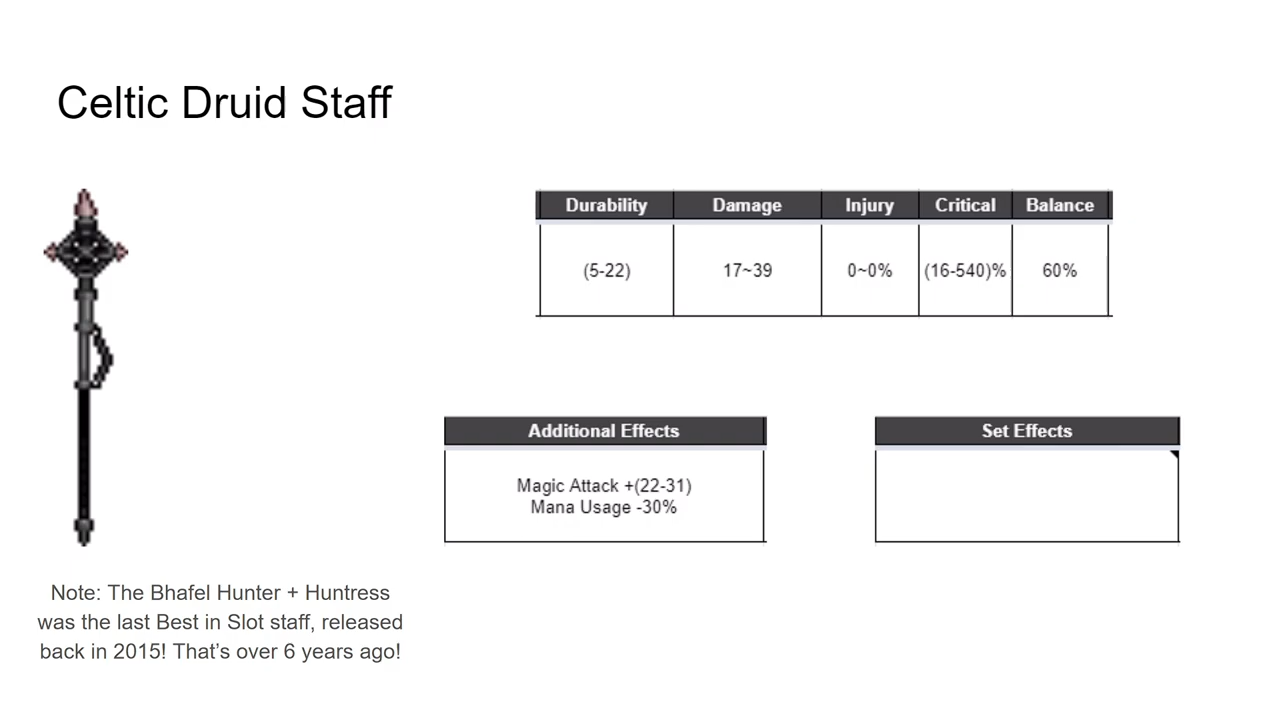 Celtic Druid Staff
Durability Damage Injury Critical Balance
(5-22) 17~39 0~0% (16-540)% 60%
Additional Effects
Magic Attack +(22-31)
Mana Usage -30%
Set Effects
Note: The Bhafel Hunter + Huntress
was the last Best in Slot staff, released
back in 2015! That’s over 6 years ago!